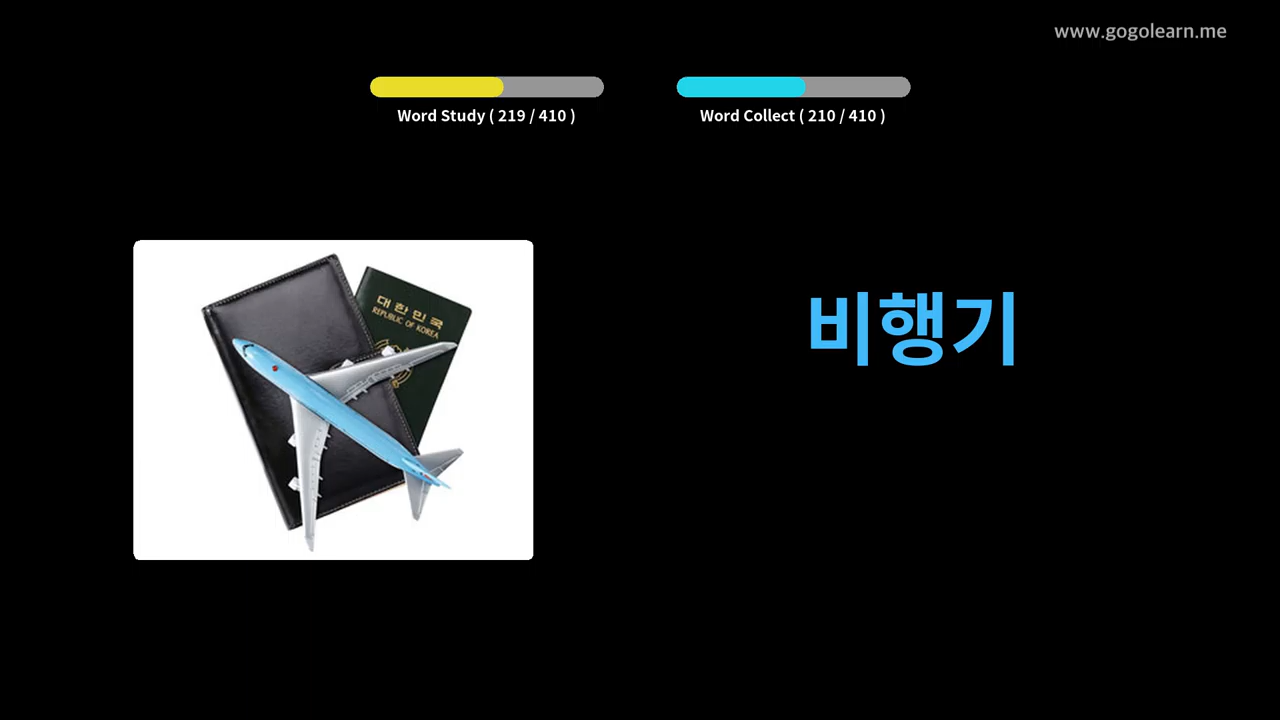 www.gogolearn.me
Word Study ( 219 / 410 )
Word Collect ( 210 / 410 )
대한민국
REPUBLIC OF KOREA
비행기